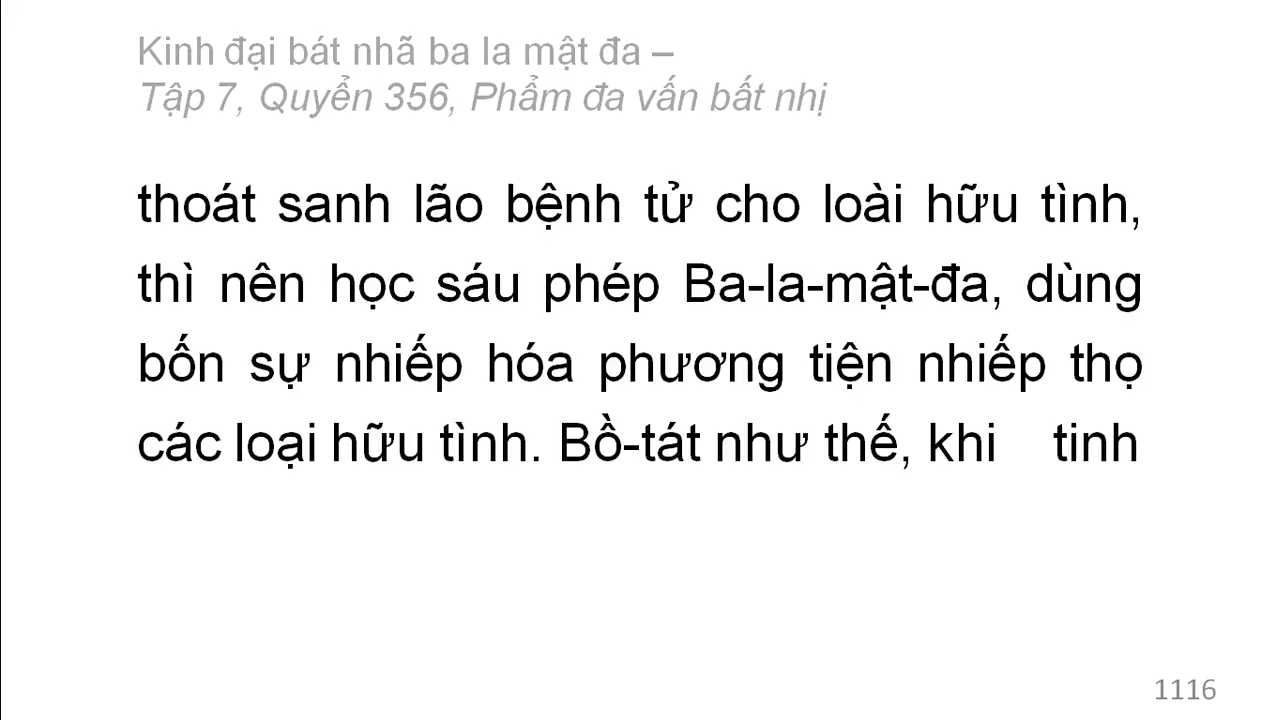 Kinh đại bát nhã ba la mật đa –
Tập 7, Quyển 356, Phẩm đa vấn bất nhị
thoát sanh lão bệnh tử cho loài hữu tình,
thì nên học sáu phép Ba-la-mật-đa, dùng
bốn sự nhiếp hóa phương tiện nhiếp thọ
các loại hữu tình. Bồ-tát như thế, khi tinh
1116